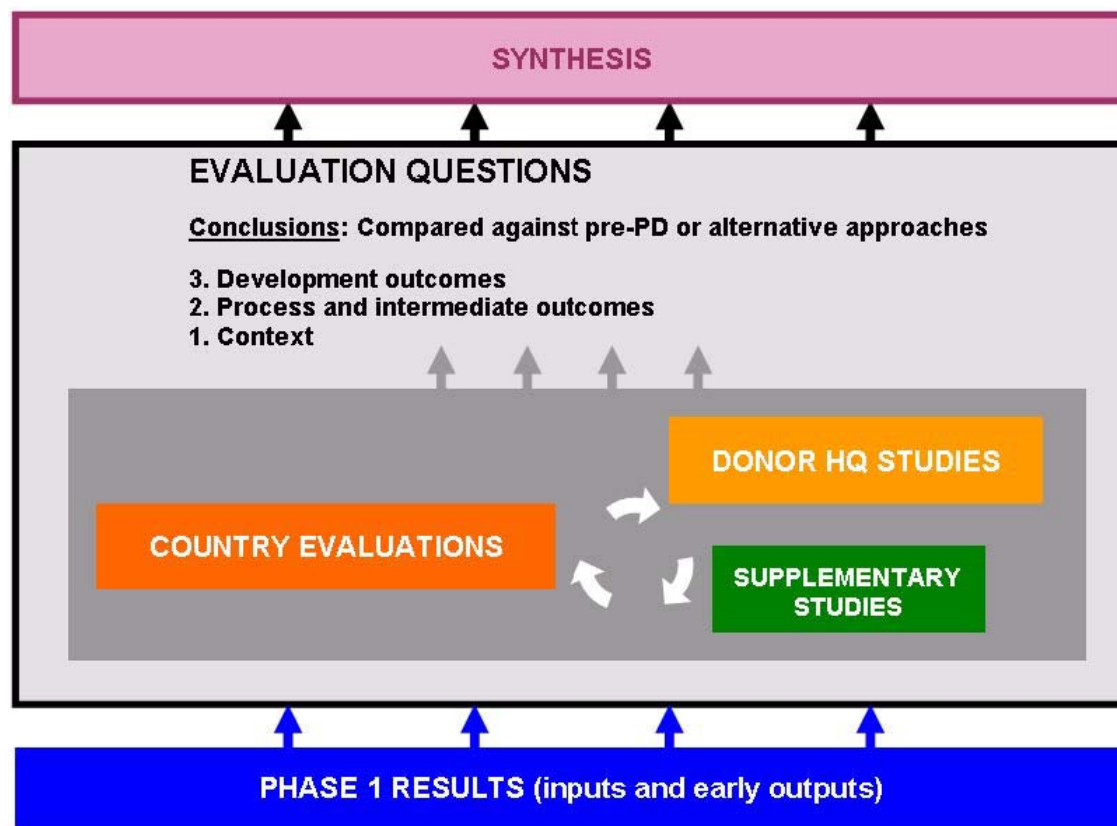 SYNTHESIS
EVALUATION QUESTIONS
Conclusions: Compared against pre-PD or alternative approaches
3. Development outcomes
2. Process and intermediate outcomes
1. Context
DONOR HQ STUDIES
COUNTRY EVALUATIONS
SUPPLEMENTARY
STUDIES
PHASE 1 RESULTS (inputs and early outputs)